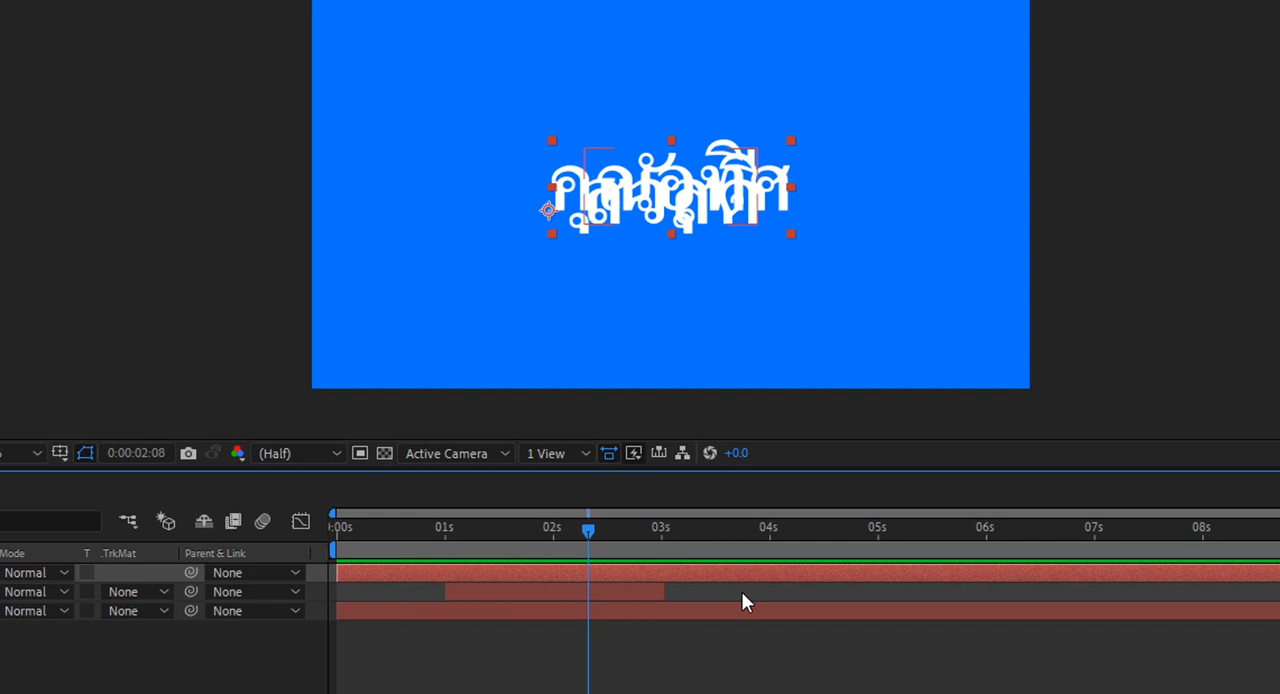 0:00:02:08 (Half) Active Camera 1 View +0.0
:00s 01s 02s 03s 04s 05s 06s 07s 08s
Mode T .TrkMat Parent & Link
Normal None
Normal None None
Normal None None